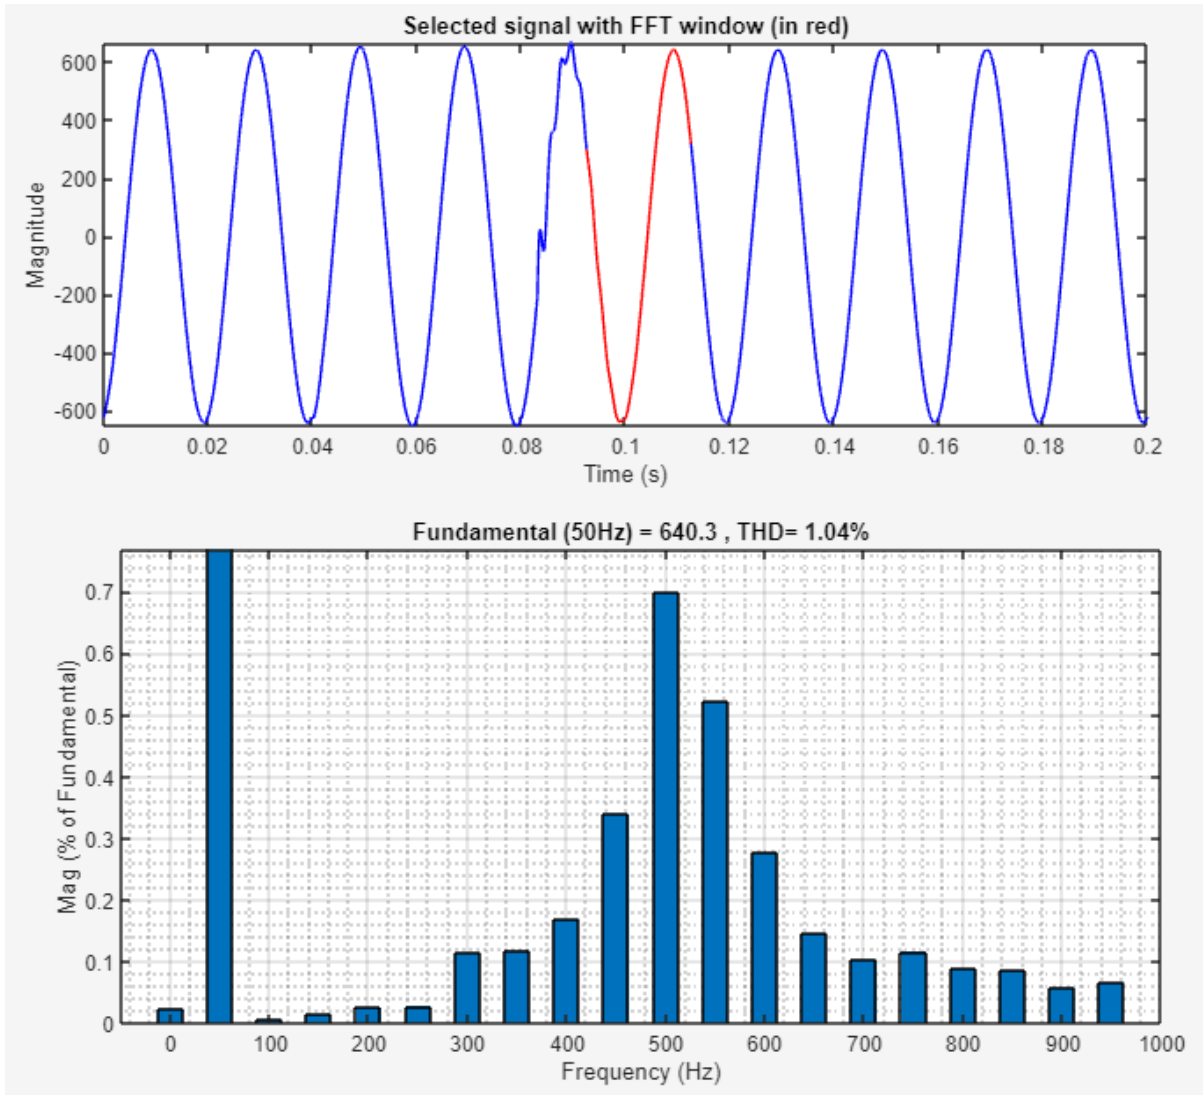 Selected signal with FFT window (in red)
600
400
200
0
-200
-400
-600
Magnitude
0 0.02 0.04 0.06 0.08 0.1 0.12 0.14 0.16 0.18 0.2
Time (s)
Fundamental (50Hz) = 640.3 , THD= 1.04%
0.7
0.6
0.5
0.4
0.3
0.2
0.1
0
Mag (% of Fundamental)
0 100 200 300 400 500 600 700 800 900 1000
Frequency (Hz)